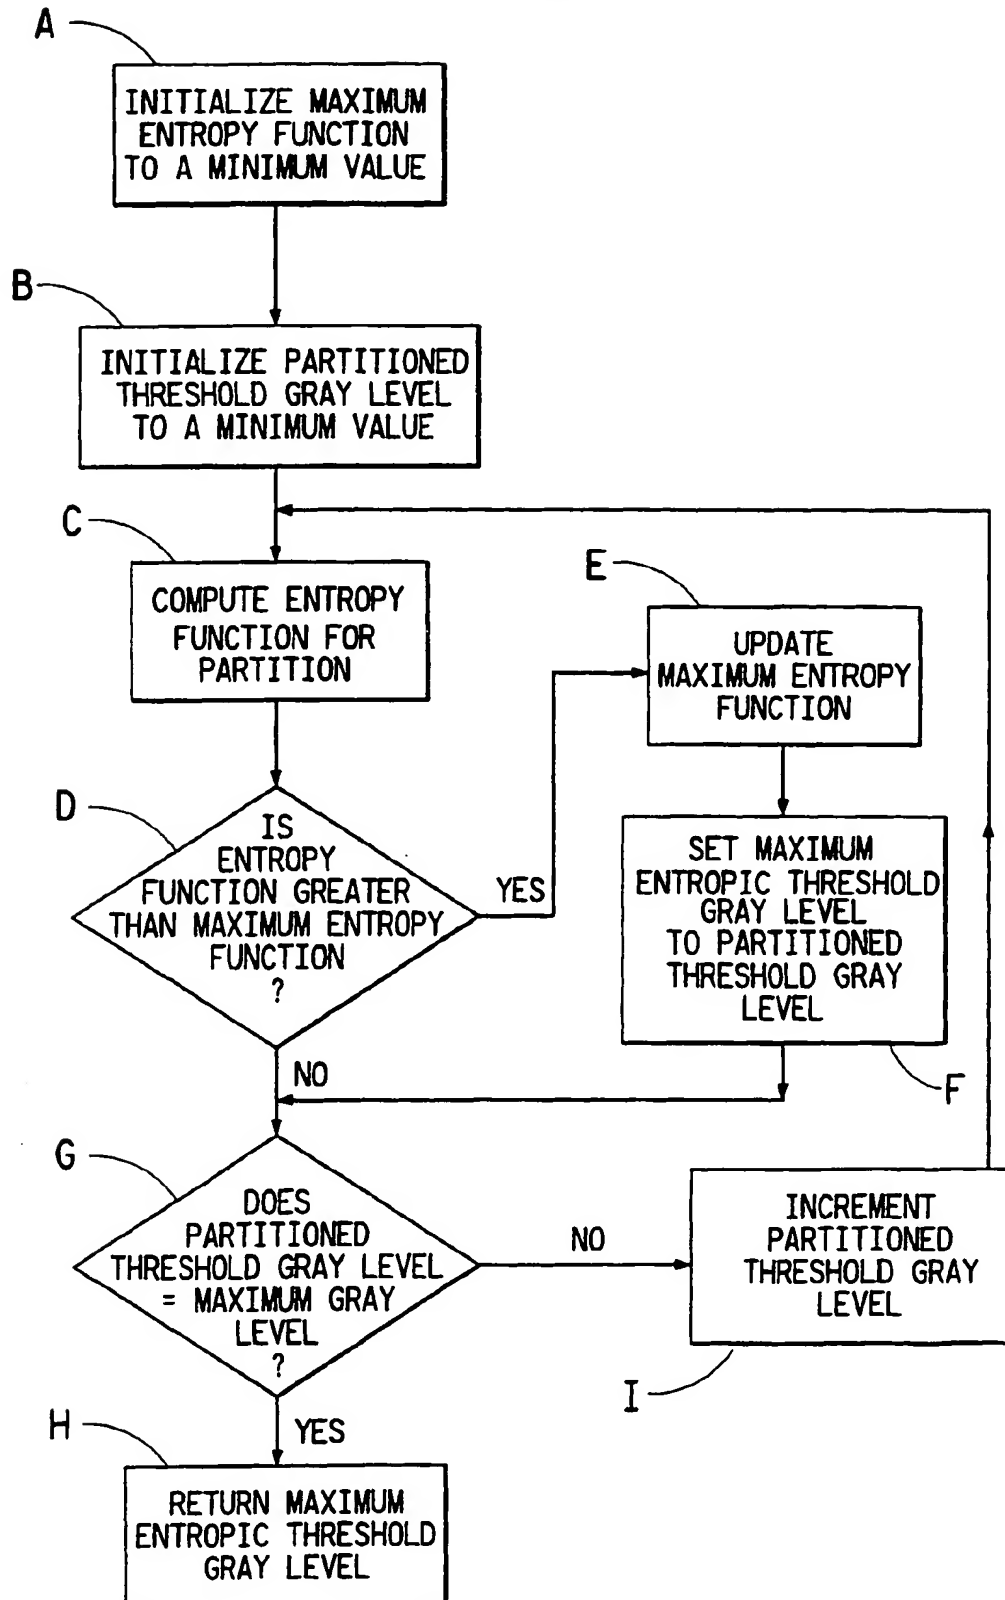 A
INITIALIZE MAXIMUM
ENTROPY FUNCTION
TO A MINIMUM VALUE
B
INITIALIZE PARTITIONED
THRESHOLD GRAY LEVEL
TO A MINIMUM VALUE
C
COMPUTE ENTROPY
FUNCTION FOR
PARTITION
D
IS
ENTROPY
FUNCTION GREATER
THAN MAXIMUM ENTROPY
FUNCTION
?
YES
E
UPDATE
MAXIMUM ENTROPY
FUNCTION
SET MAXIMUM
ENTROPIC THRESHOLD
GRAY LEVEL
TO PARTITIONED
THRESHOLD GRAY
LEVEL
F
NO
G
DOES
PARTITIONED
THRESHOLD GRAY LEVEL
= MAXIMUM GRAY
LEVEL
?
NO
INCREMENT
PARTITIONED
THRESHOLD GRAY
LEVEL
I
YES
H
RETURN MAXIMUM
ENTROPIC THRESHOLD
GRAY LEVEL